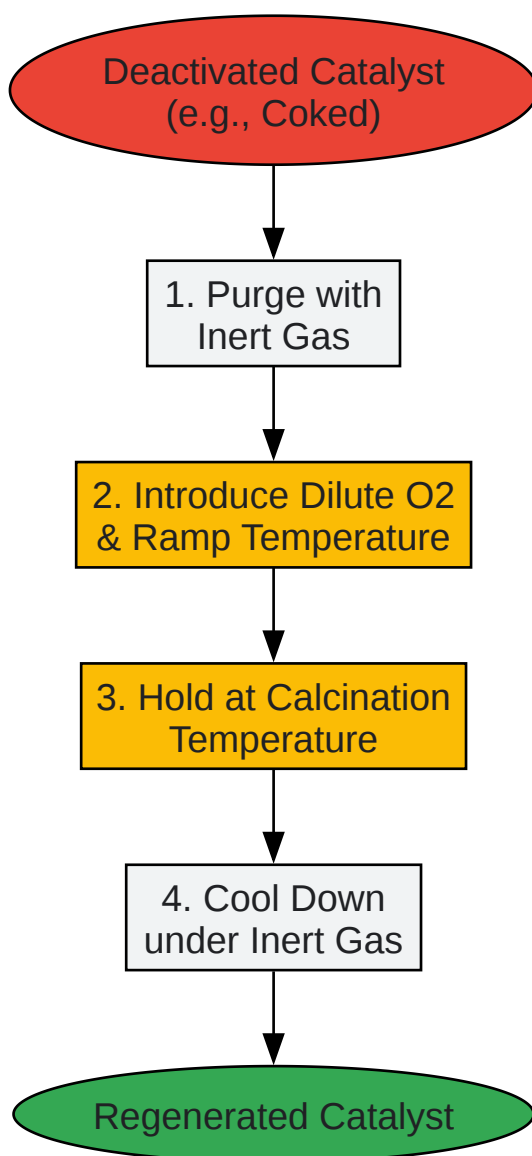 Deactivated Catalyst
(e.g., Coked)
1. Purge with
Inert Gas
2. Introduce Dilute O2
& Ramp Temperature
3. Hold at Calcination
Temperature
4. Cool Down
under Inert Gas
Regenerated Catalyst